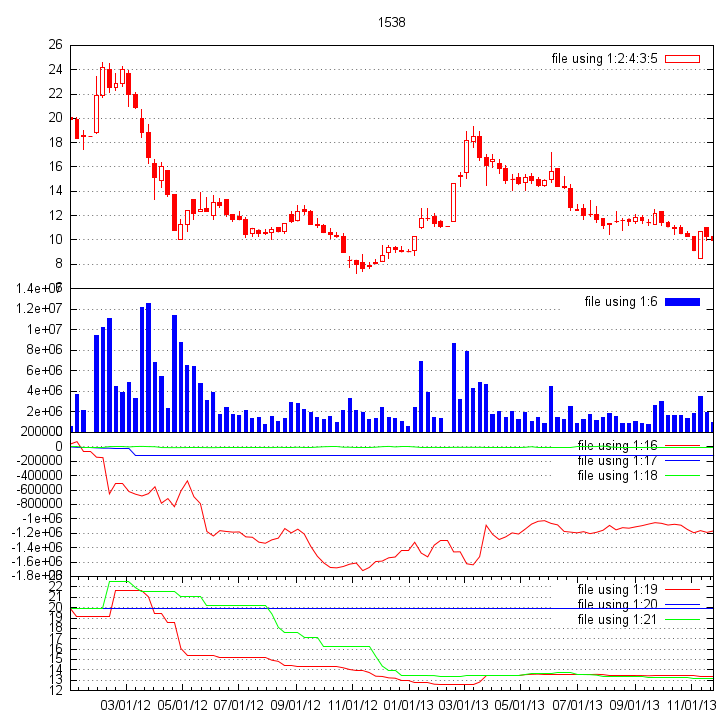 1538
26
file using 1:2:4:3:5
24
22
20
18
16
14
12
10
8
6
1.4e+07
file using 1:6
1.2e+07
1e+07
8e+06
6e+06
4e+06
2e+06
0
200000
0
file using 1:16
-200000
file using 1:17
-400000
file using 1:18
-600000
-800000
-1e+06
-1.2e+06
-1.4e+06
-1.6e+06
-1.8e+06
23
22
file using 1:19
21
20
file using 1:20
19
file using 1:21
18
17
16
15
14
13
12
03/01/12 05/01/12 07/01/12 09/01/12 11/01/12 01/01/13 03/01/13 05/01/13 07/01/13 09/01/13 11/01/13